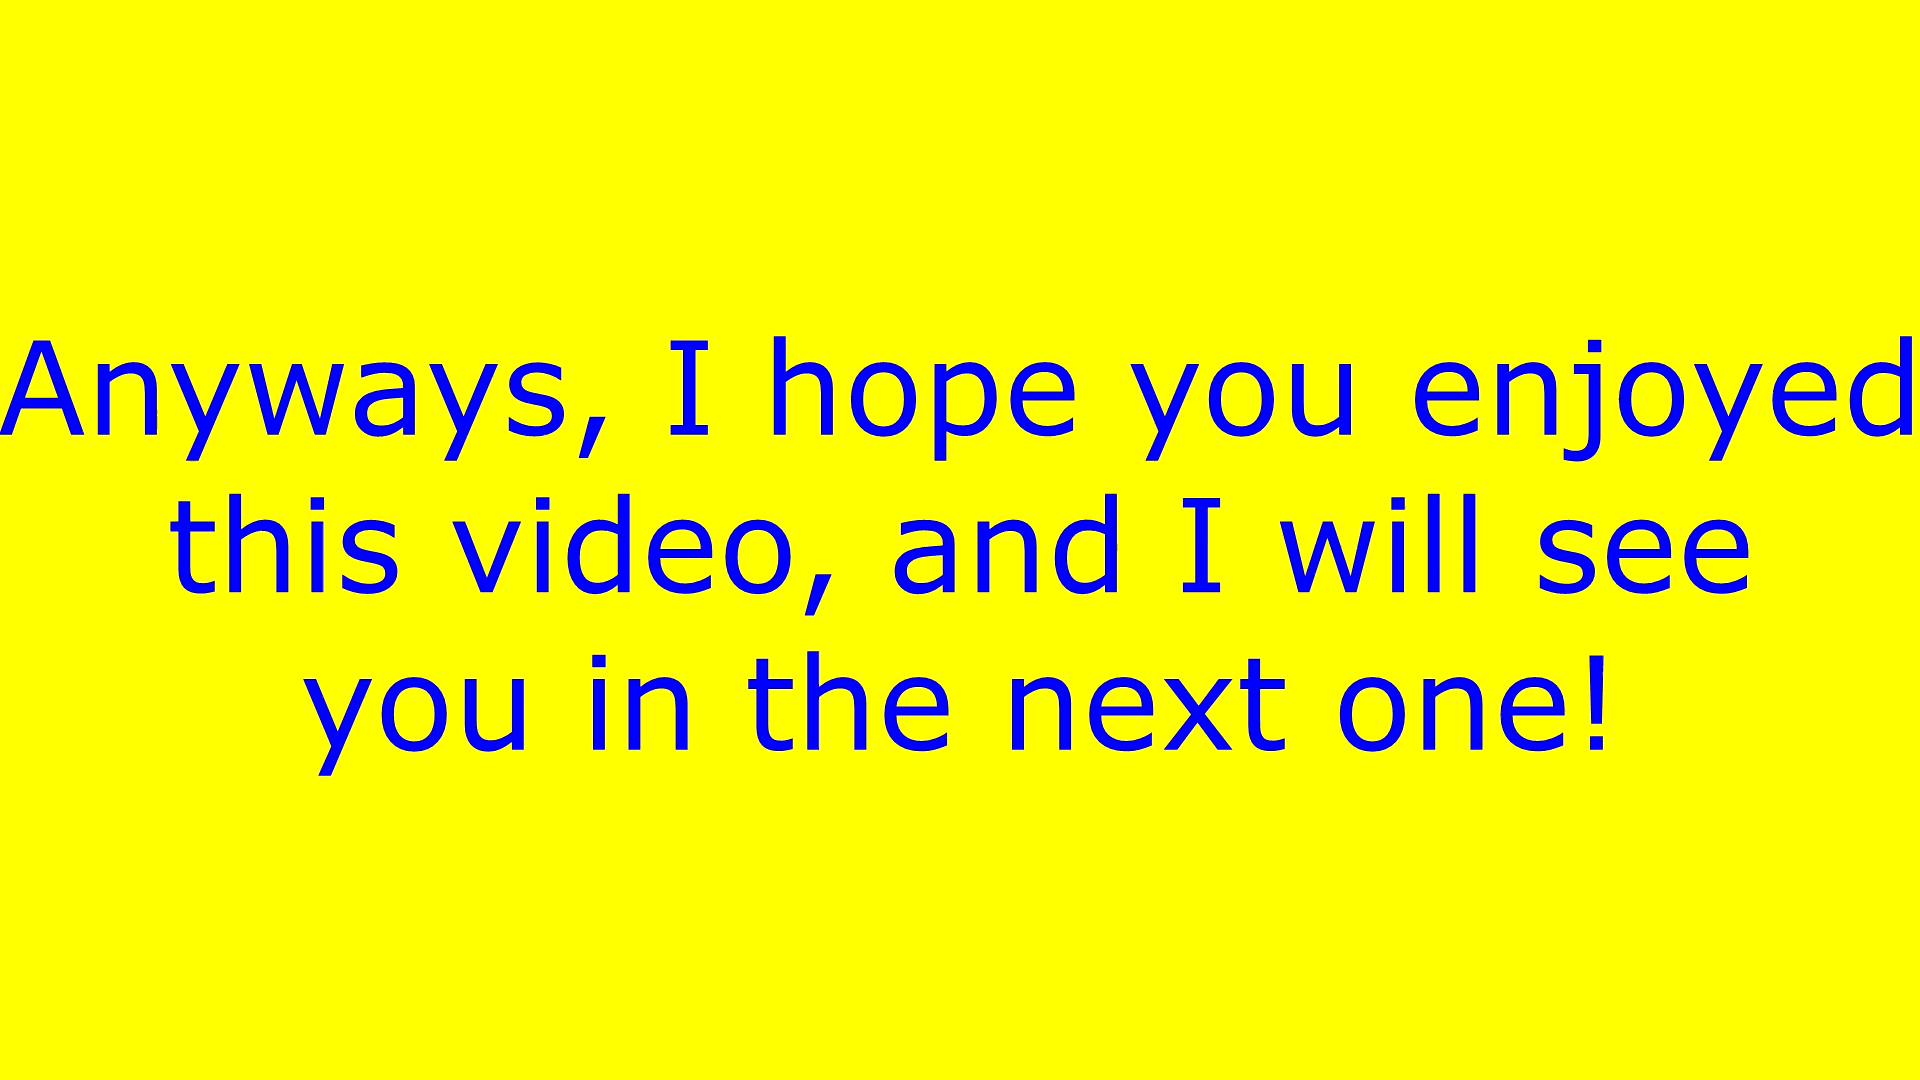 Anyways, I hope you enjoyed
this video, and I will see
you in the next one!